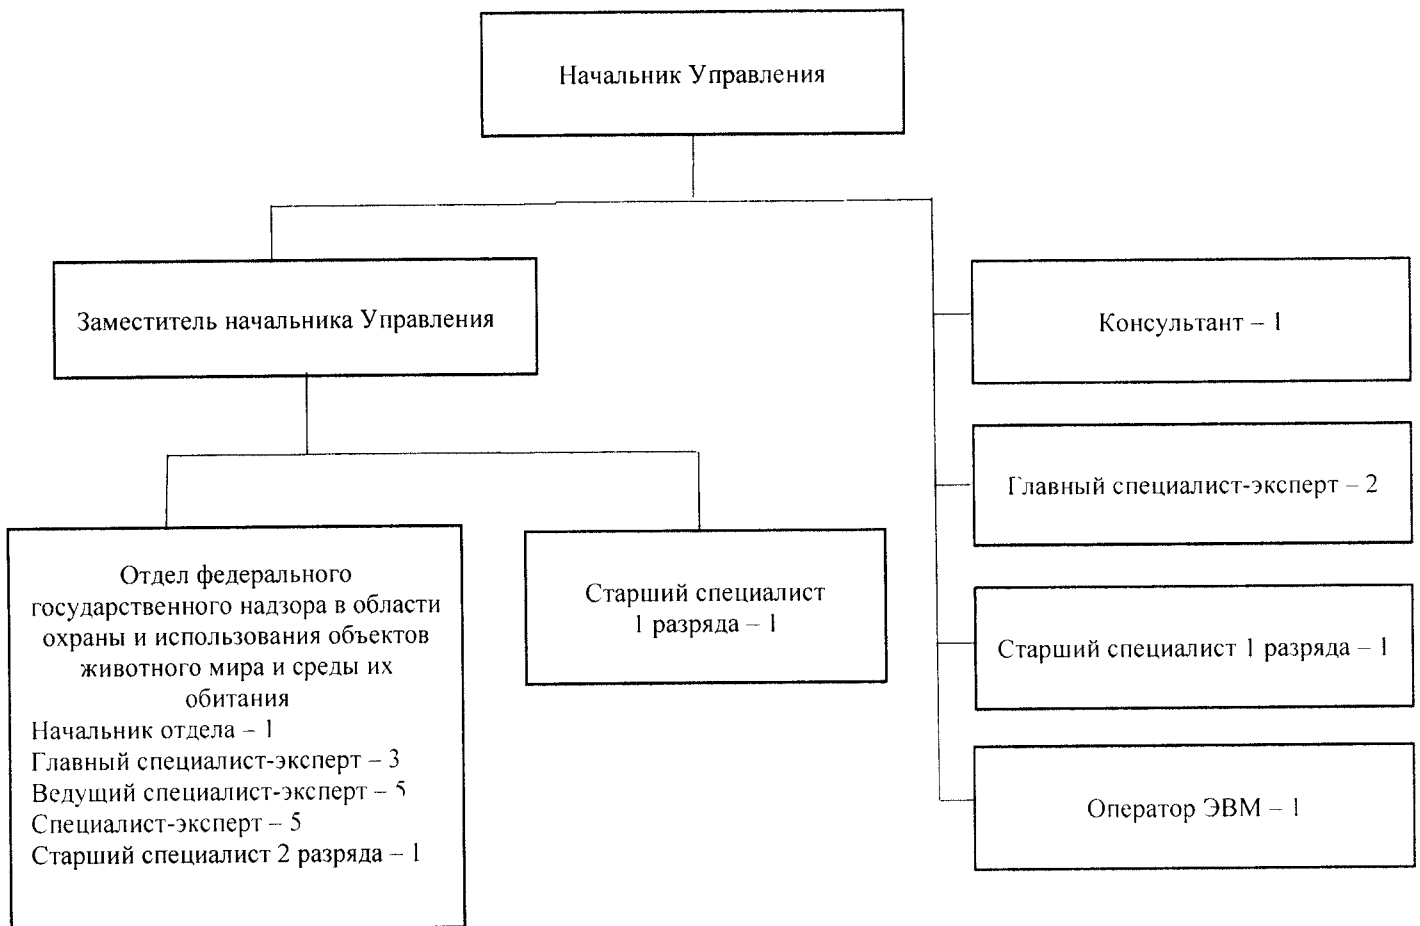 Начальник Управления
Заместитель начальника Управления
Консультант – 1
Главный специалист-эксперт – 2
Отдел федерального
государственного надзора в области
охраны и использования объектов
животного мира и среды их
обитания
Начальник отдела – 1
Главный специалист-эксперт – 3
Ведущий специалист-эксперт – 5
Специалист-эксперт – 5
Старший специалист 2 разряда – 1
Старший специалист
1 разряда – 1
Старший специалист 1 разряда – 1
Оператор ЭВМ – 1